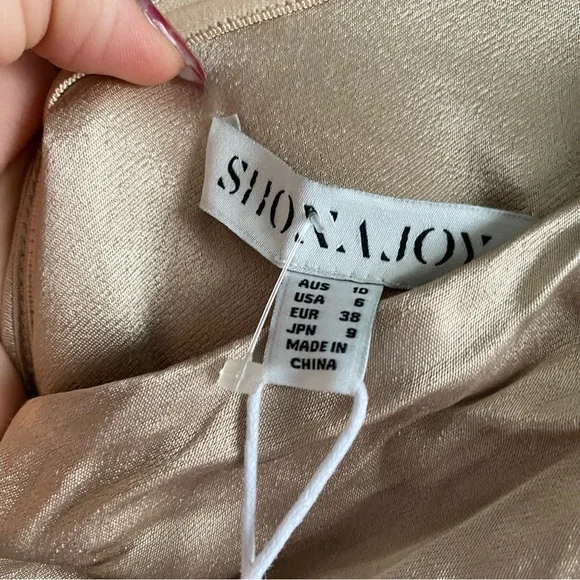 SHONA JOY
AUS 10
USA 6
EUR 38
JPN 9
MADE IN
CHINA